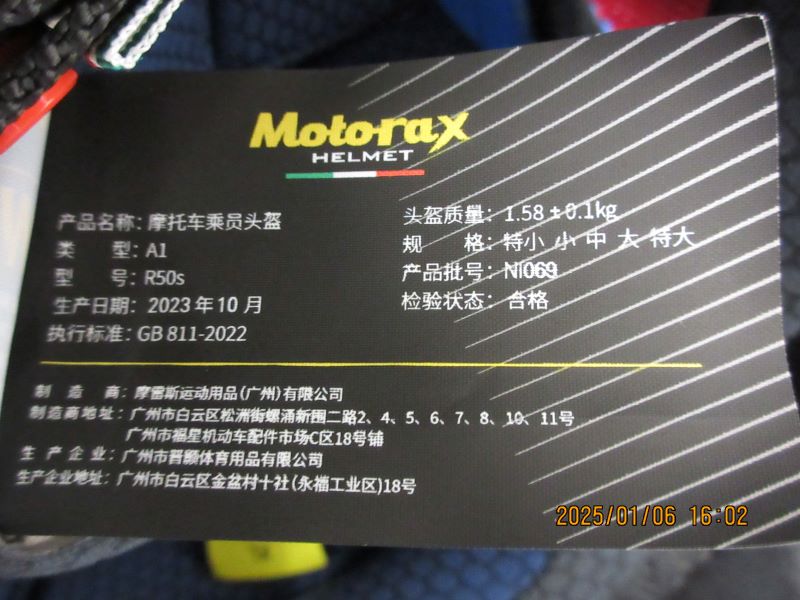 Motorax
HELMET
产品名称：摩托车乘员头盔
类 型：A1
型 号：R50s
生产日期：2023年10月
执行标准：GB 811-2022
头盔质量：1.58±0.1kg
规 格：特小 小 中 大 特大
产品批号：NI069
检验状态：合格
制 造 商：摩雷斯运动用品(广州)有限公司
制造商地址：广州市白云区松洲街螺涌新围二路2、4、5、6、7、8、10、11号
广州市福星机动车配件市场C区18号铺
生 产 企 业：广州市晋颢体育用品有限公司
生产企业地址：广州市白云区金盆村十社(永福工业区)18号
2025/01/06 16:02